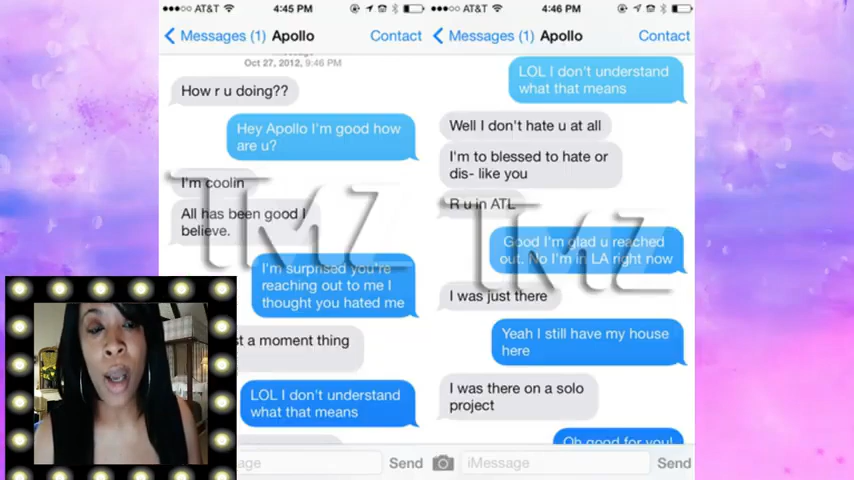 AT&T 4:45 PM
Messages (1) Apollo Contact
Oct 27, 2012, 9:46 PM
How r u doing??
Hey Apollo I'm good how
are u?
I'm coolin
All has been good I
believe.
I'm surprised you're
reaching out to me I
thought you hated me
st a moment thing
LOL I don't understand
what that means
Send
AT&T 4:46 PM
Messages (1) Apollo Contact
LOL I don't understand
what that means
Well I don't hate u at all
I'm to blessed to hate or
dis- like you
R u in ATL
Good I'm glad u reached
out. No I'm in LA right now
I was just there
Yeah I still have my house
here
I was there on a solo
project
Oh good for you!
iMessage Send
TMZ
TMZ